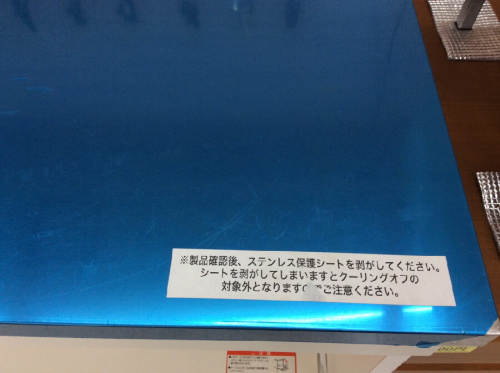 ※製品確認後、ステンレス保護シートを剥がしてください。
シートを剥がしてしまいますとクーリングオフの
対象外となりますのでご注意ください。